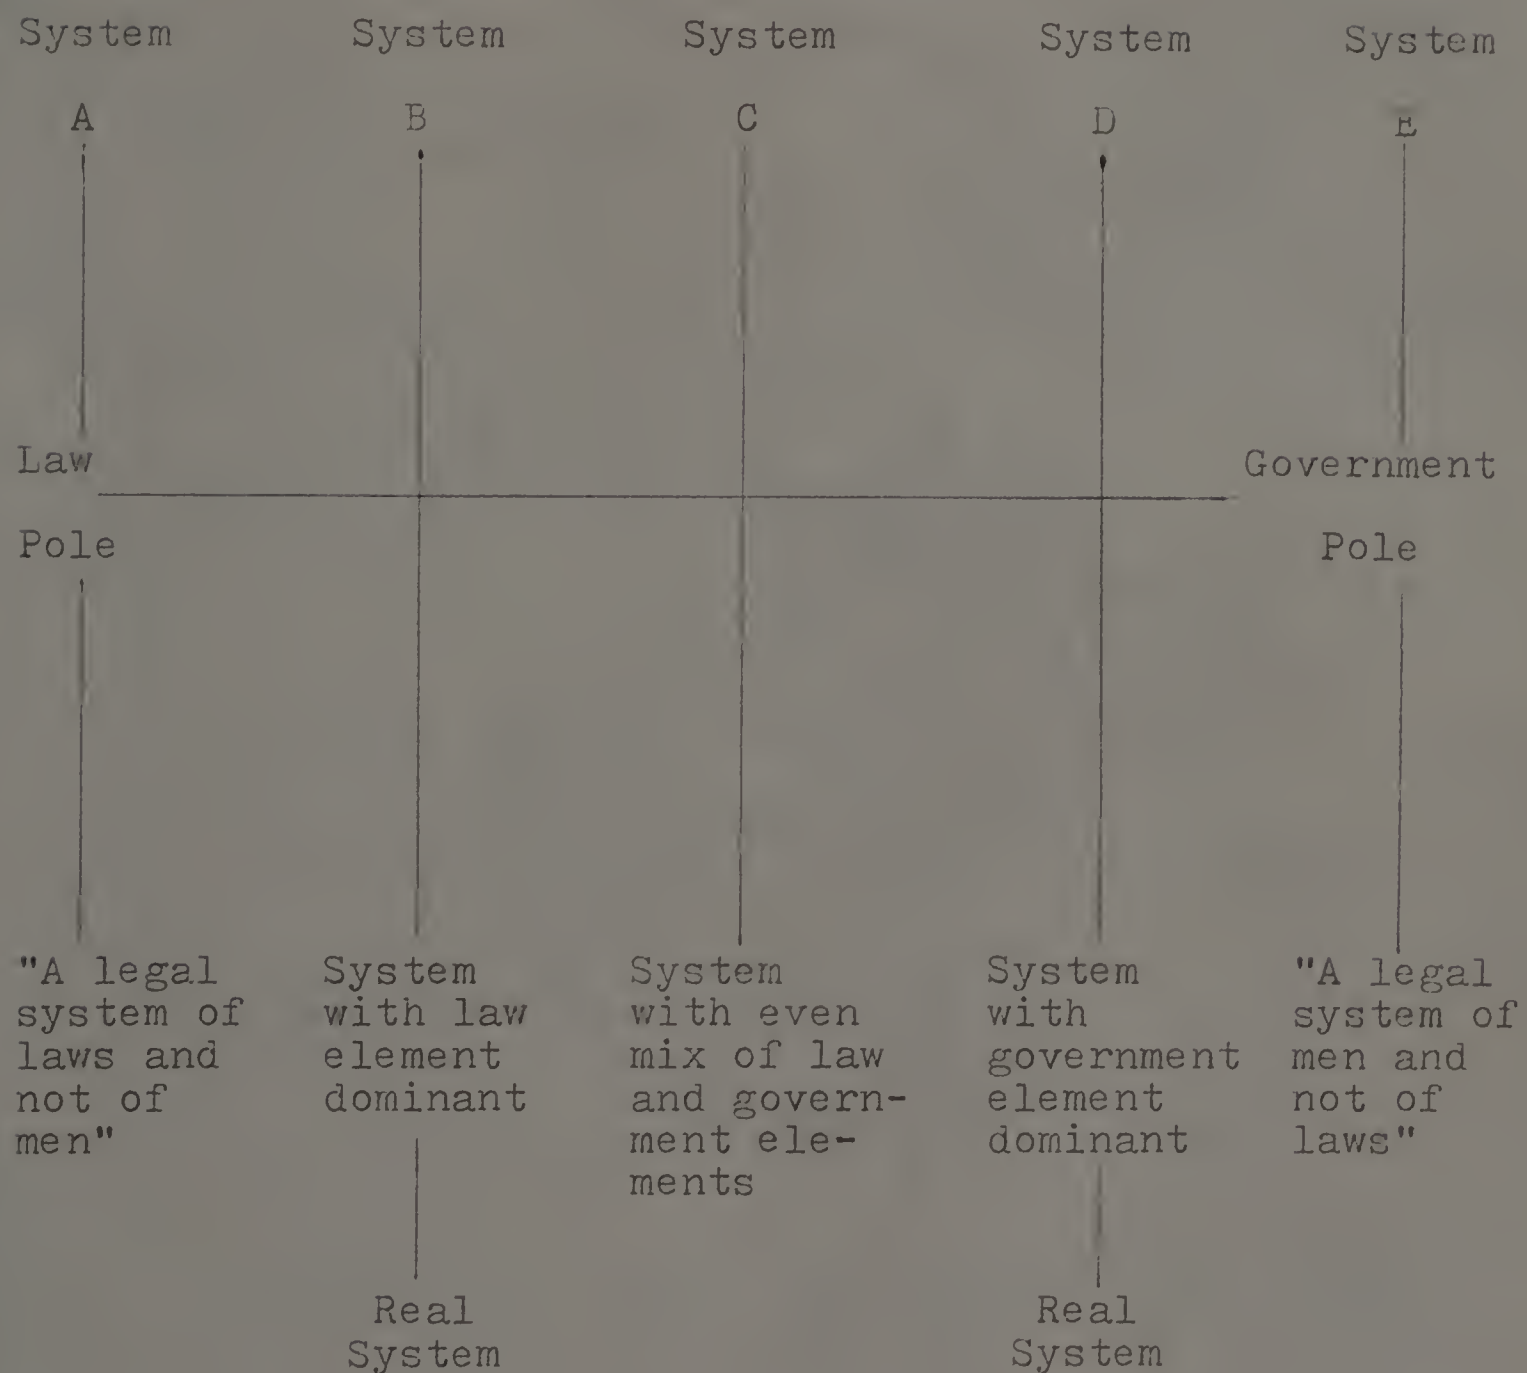 System System System System System
A B C D E
Law Government
Pole Pole
"A legal system of laws and not of men"
System with law element dominant
System with even mix of law and govern-
ment ele-
ments
System with government element dominant
"A legal system of men and not of laws"
Real System
Real System